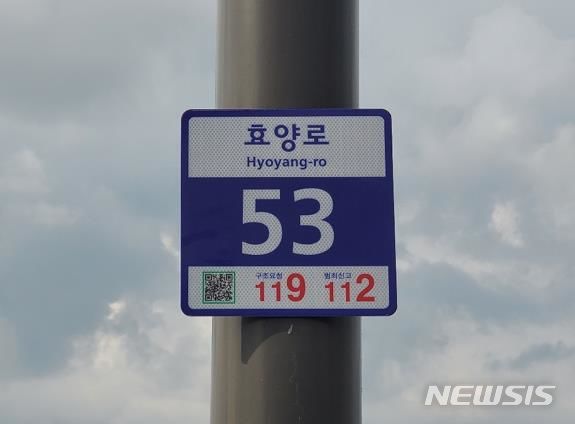 효양로
Hyoyang-ro
53
구조요청 범죄신고
119 112
NEWSIS